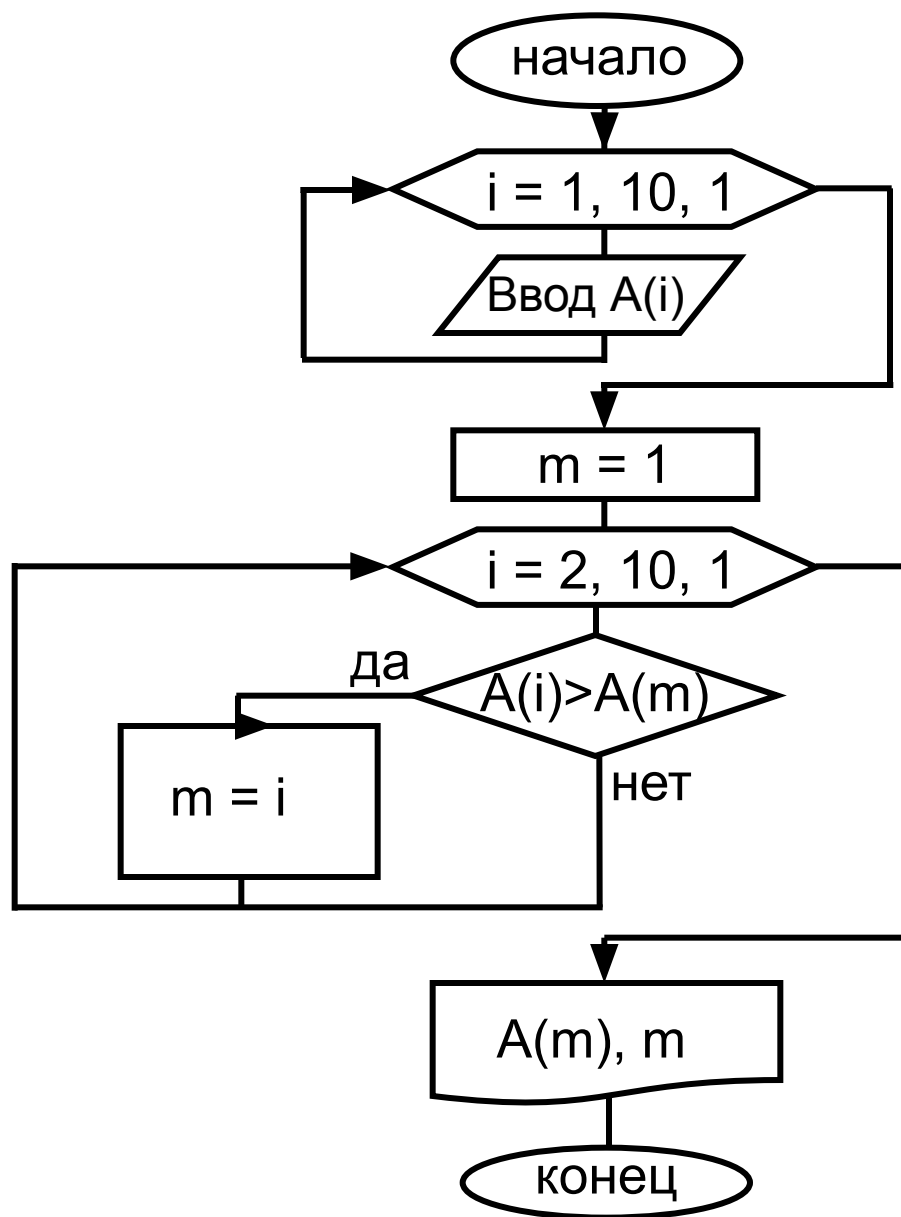 начало
i = 1, 10, 1
Ввод A(i)
m = 1
i = 2, 10, 1
да
A(i)>A(m)
нет
m = i
A(m), m
конец